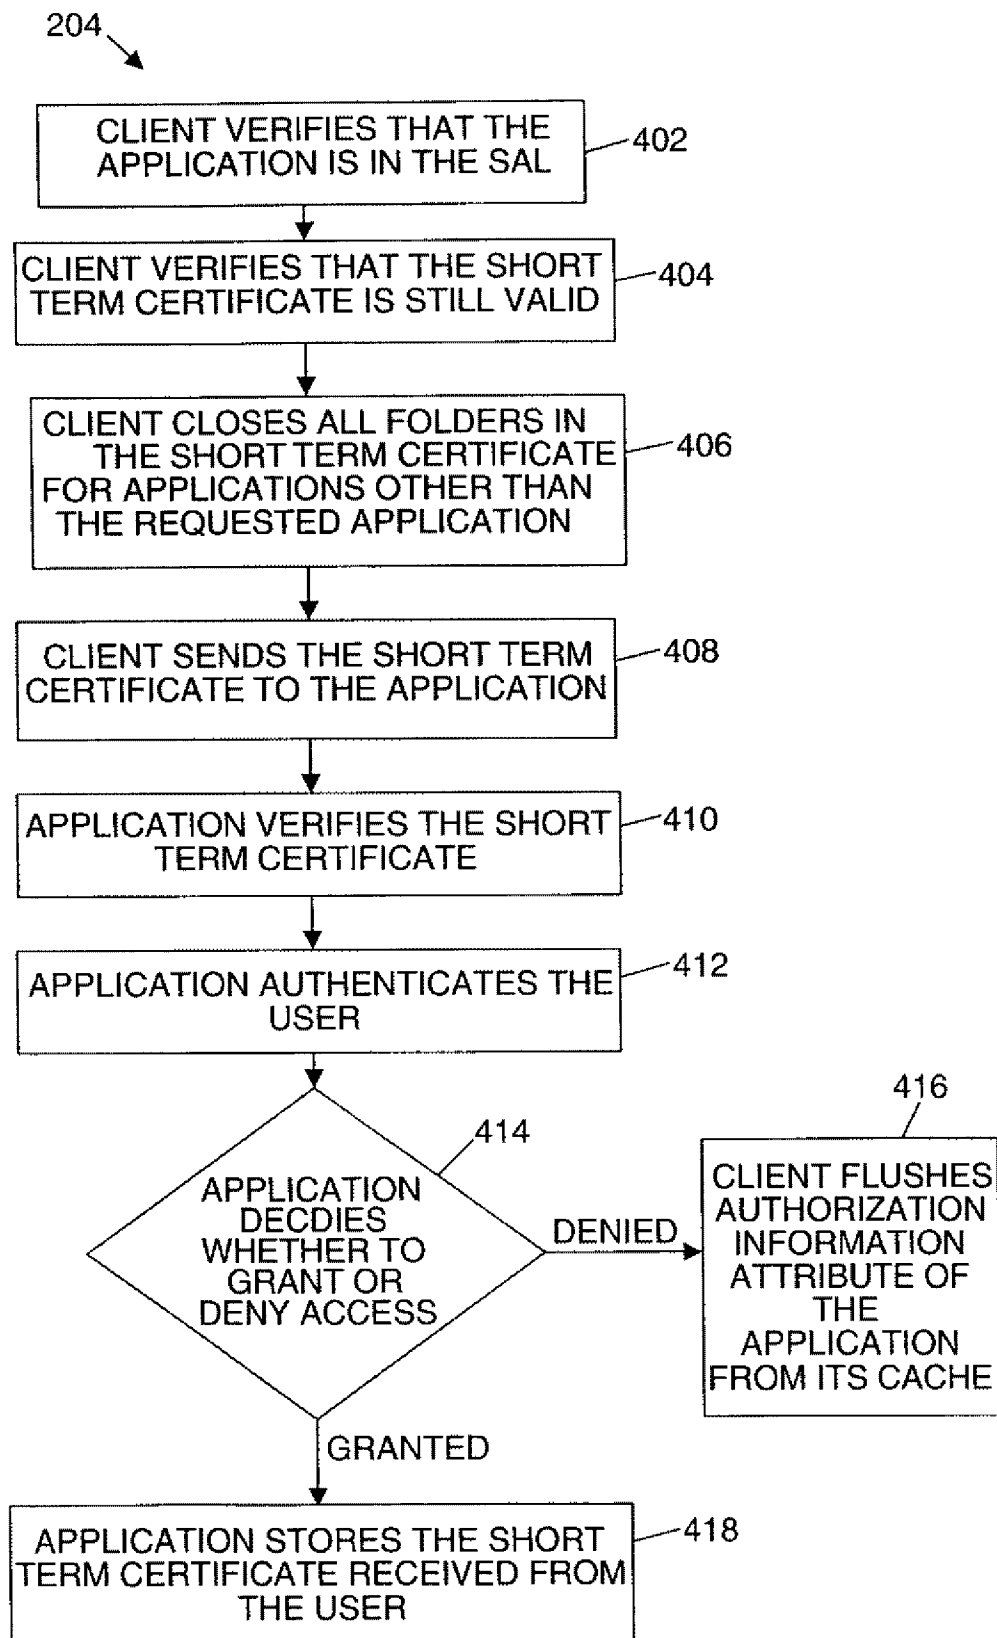 204
CLIENT VERIFIES THAT THE
APPLICATION IS IN THE SAL
402
CLIENT VERIFIES THAT THE SHORT
TERM CERTIFICATE IS STILL VALID
404
CLIENT CLOSES ALL FOLDERS IN
THE SHORT TERM CERTIFICATE
FOR APPLICATIONS OTHER THAN
THE REQUESTED APPLICATION
406
CLIENT SENDS THE SHORT TERM
CERTIFICATE TO THE APPLICATION
408
APPLICATION VERIFIES THE SHORT
TERM CERTIFICATE
410
APPLICATION AUTHENTICATES THE
USER
412
APPLICATION
DECDIES
WHETHER TO
GRANT OR
DENY ACCESS
414
DENIED
416
CLIENT FLUSHES
AUTHORIZATION
INFORMATION
ATTRIBUTE OF
THE
APPLICATION
FROM ITS CACHE
GRANTED
APPLICATION STORES THE SHORT
TERM CERTIFICATE RECEIVED FROM
THE USER
418